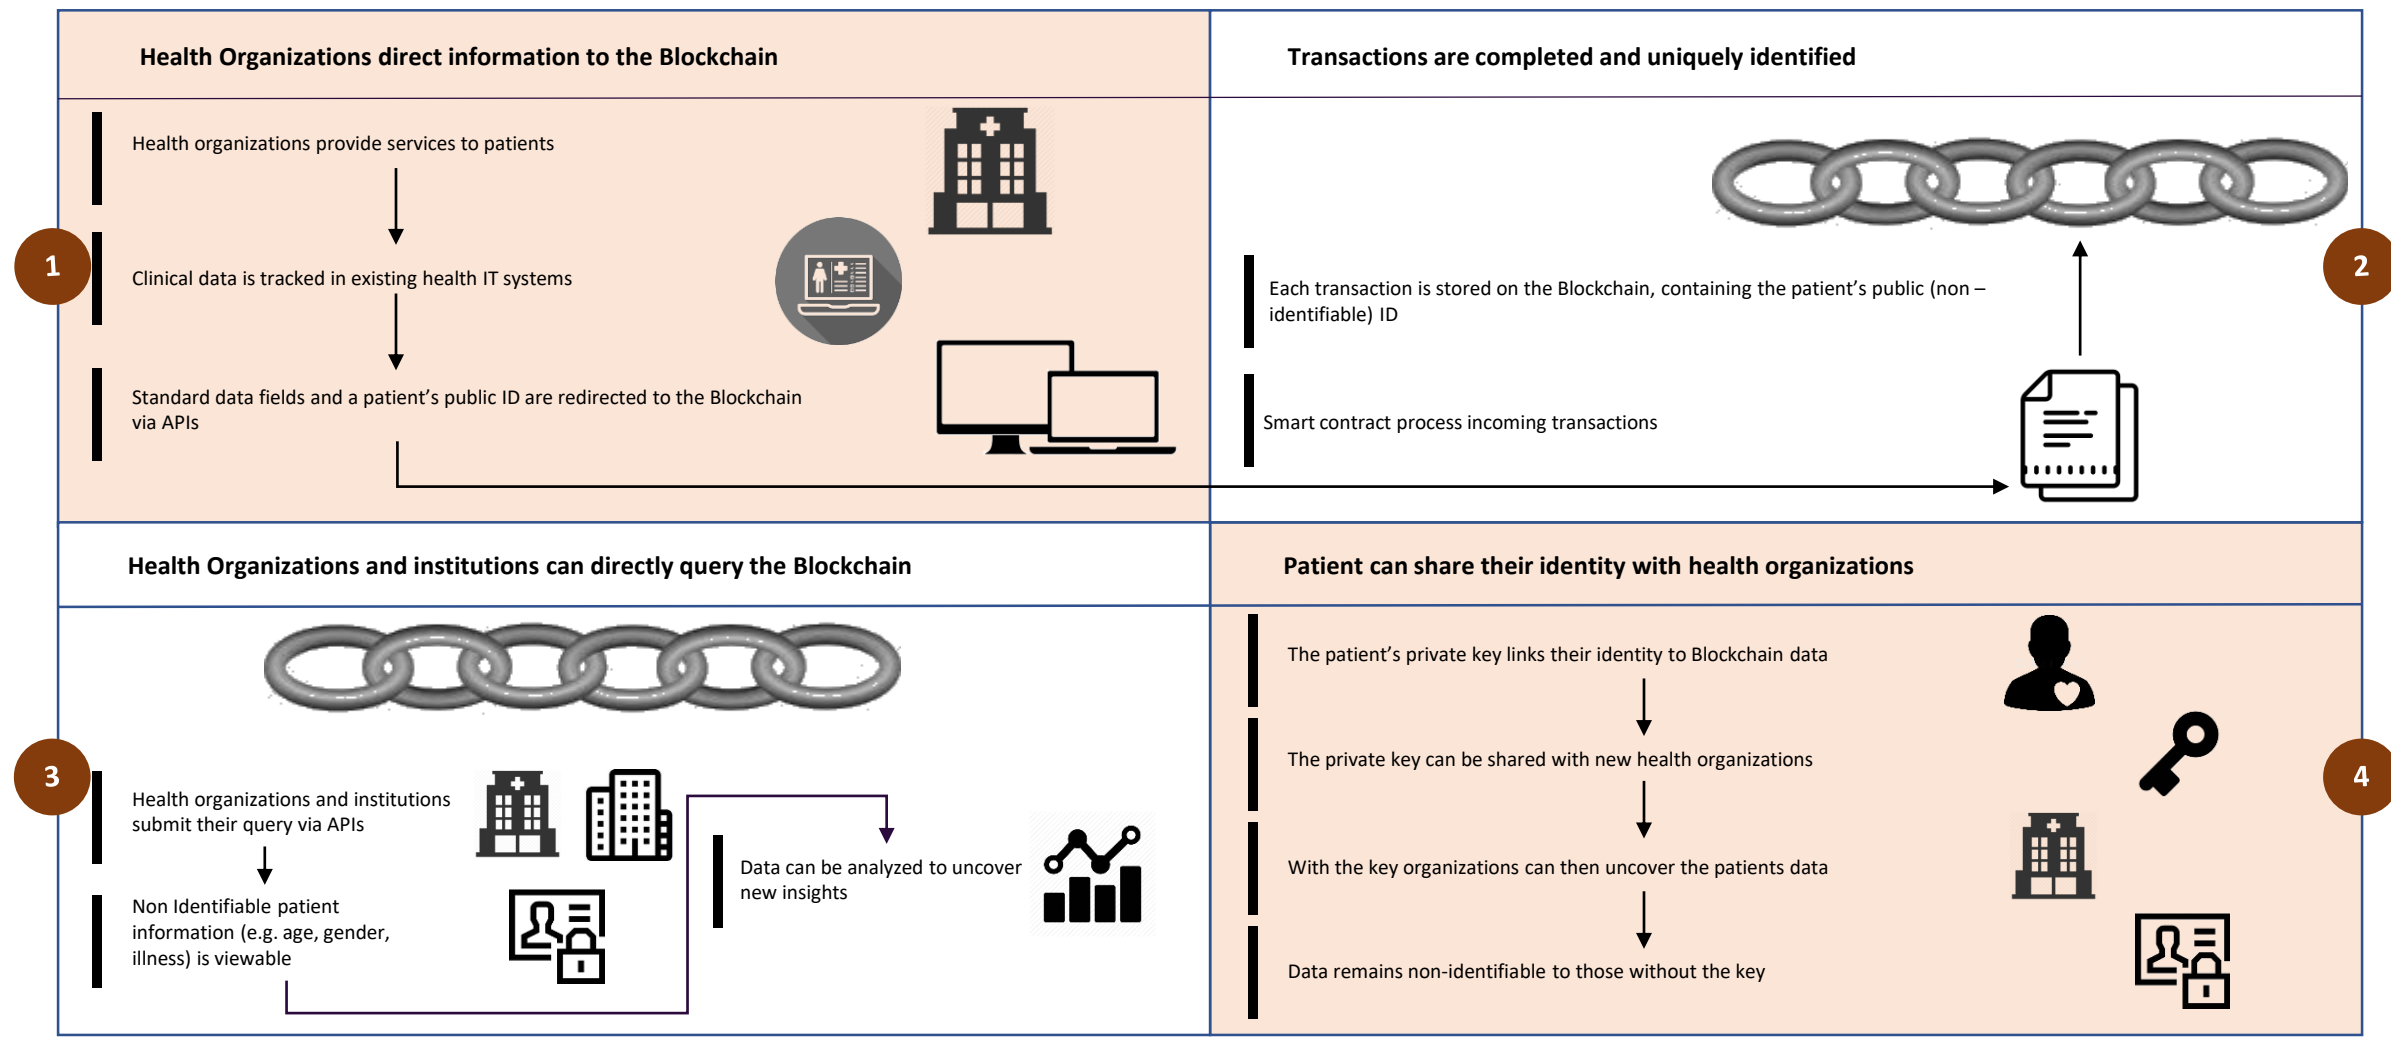 Health Organizations direct information to the Blockchain
Health organizations provide services to patients
1
Clinical data is tracked in existing health IT systems
Standard data fields and a patient's public ID are redirected to the Blockchain
via APIs
Transactions are completed and uniquely identified
2
Each transaction is stored on the Blockchain, containing the patient’s public (non –
identifiable) ID
Smart contract process incoming transactions
Health Organizations and institutions can directly query the Blockchain
3
Health organizations and institutions
submit their query via APIs
Non Identifiable patient
information (e.g. age, gender,
illness) is viewable
Data can be analyzed to uncover
new insights
Patient can share their identity with health organizations
The patient’s private key links their identity to Blockchain data
The private key can be shared with new health organizations
4
With the key organizations can then uncover the patients data
Data remains non-identifiable to those without the key